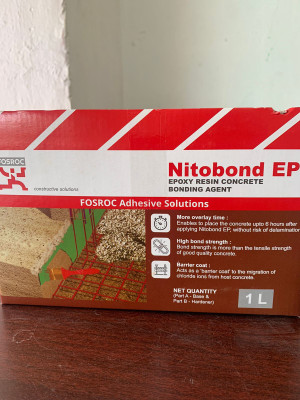 FOSROC
constructive solutions
Nitobond EP
EPOXY RESIN CONCRETE
BONDING AGENT
FOSROC Adhesive Solutions
More overlay time :
Enables to place the concrete upto 6 hours after
applying Nitobond EP, without risk of delamination
High bond strength :
Bond strength is more than the tensile strength
of good quality concrete.
Barrier coat :
Acts as a 'barrier coat' to the migration of
chloride ions from host concrete.
NET QUANTITY
(Part A - Base &
Part B - Hardener)
1 L